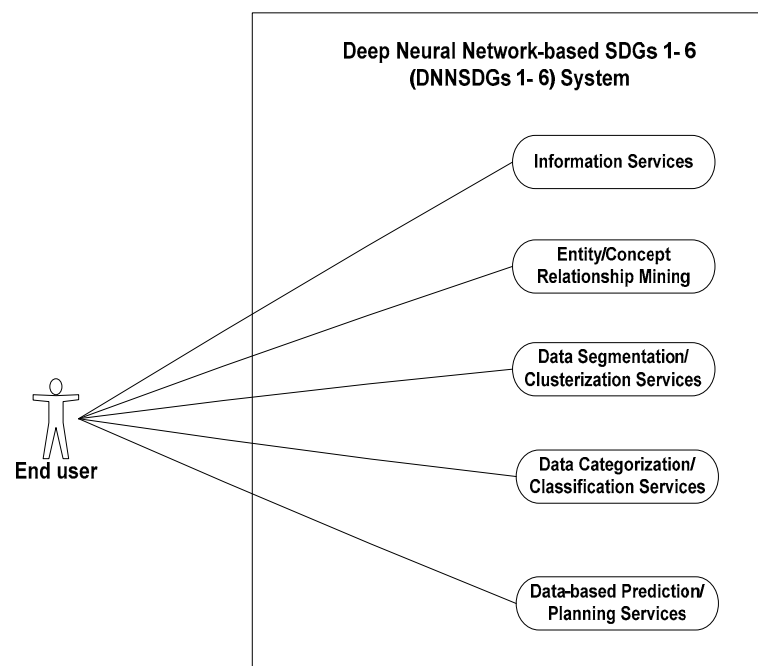 Deep Neural Network-based SDGs 1- 6
(DNNSDGs 1- 6) System
Information Services
Entity/Concept
Relationship Mining
Data Segmentation/
Clusterization Services
End user
Data Categorization/
Classification Services
Data-based Prediction/
Planning Services